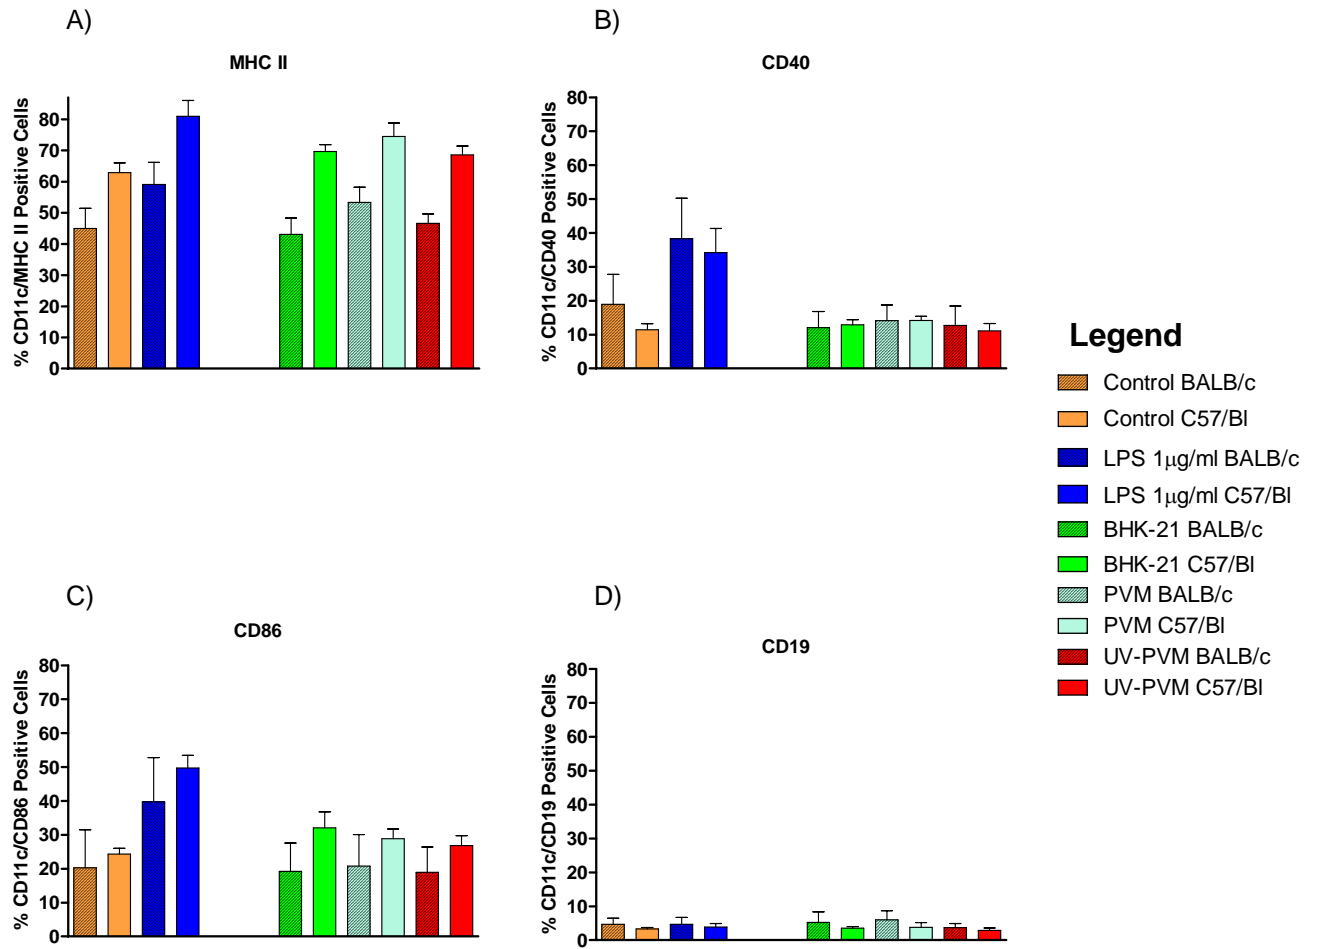 A)
MHC II
% CD11c/MHC II Positive Cells
80
70
60
50
40
30
20
10
0
B)
CD40
% CD11c/CD40 Positive Cells
80
70
60
50
40
30
20
10
0
Legend
Control BALB/c
Control C57/Bl
LPS 1μg/ml BALB/c
LPS 1μg/ml C57/Bl
BHK-21 BALB/c
BHK-21 C57/Bl
PVM BALB/c
PVM C57/Bl
UV-PVM BALB/c
UV-PVM C57/Bl
C)
CD86
% CD11c/CD86 Positive Cells
80
70
60
50
40
30
20
10
0
D)
CD19
% CD11c/CD19 Positive Cells
80
70
60
50
40
30
20
10
0